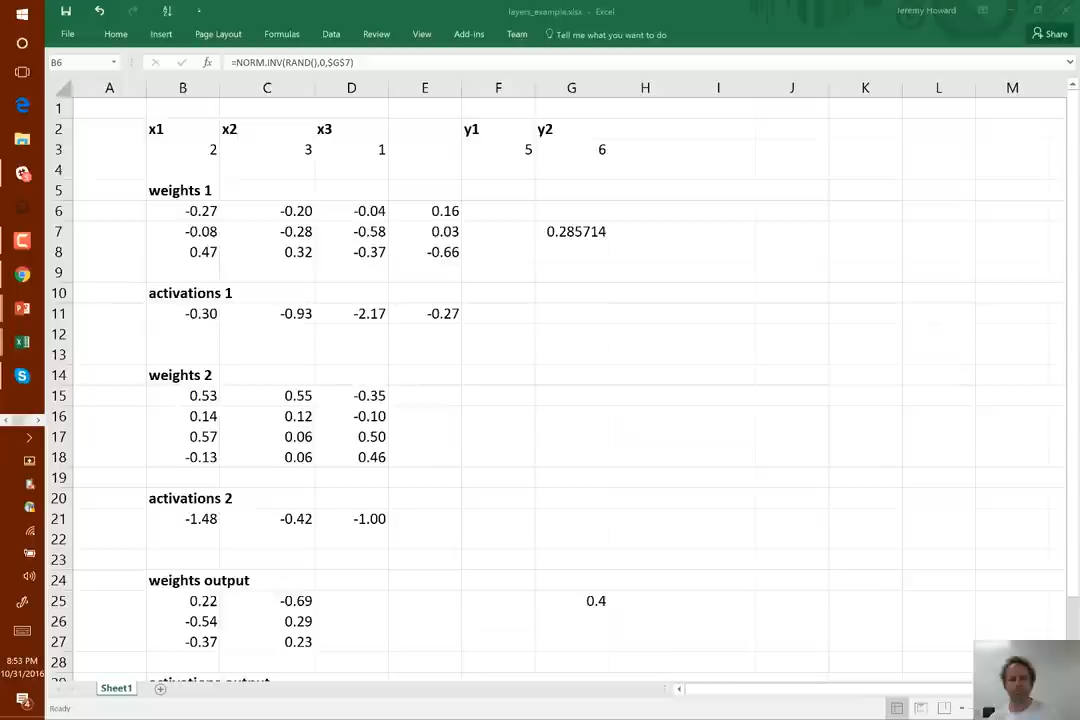 layers_example.xlsx - Excel
Jeremy Howard
File Home Insert Page Layout Formulas Data Review View Add-ins Team Tell me what you want to do Share
B6 fx =NORM.INV(RAND(),0,$G$7)
A B C D E F G H I J K L M
1
2 x1 x2 x3 y1 y2
3 2 3 1 5 6
4
5 weights 1
6 -0.27 -0.20 -0.04 0.16
7 -0.08 -0.28 -0.58 0.03 0.285714
8 0.47 0.32 -0.37 -0.66
9
10 activations 1
11 -0.30 -0.93 -2.17 -0.27
12
13
14 weights 2
15 0.53 0.55 -0.35
16 0.14 0.12 -0.10
17 0.57 0.06 0.50
18 -0.13 0.06 0.46
19
20 activations 2
21 -1.48 -0.42 -1.00
22
23
24 weights output
25 0.22 -0.69 0.4
26 -0.54 0.29
27 -0.37 0.23
28
29 activations output
8:53 PM
10/31/2016
Sheet1
Ready